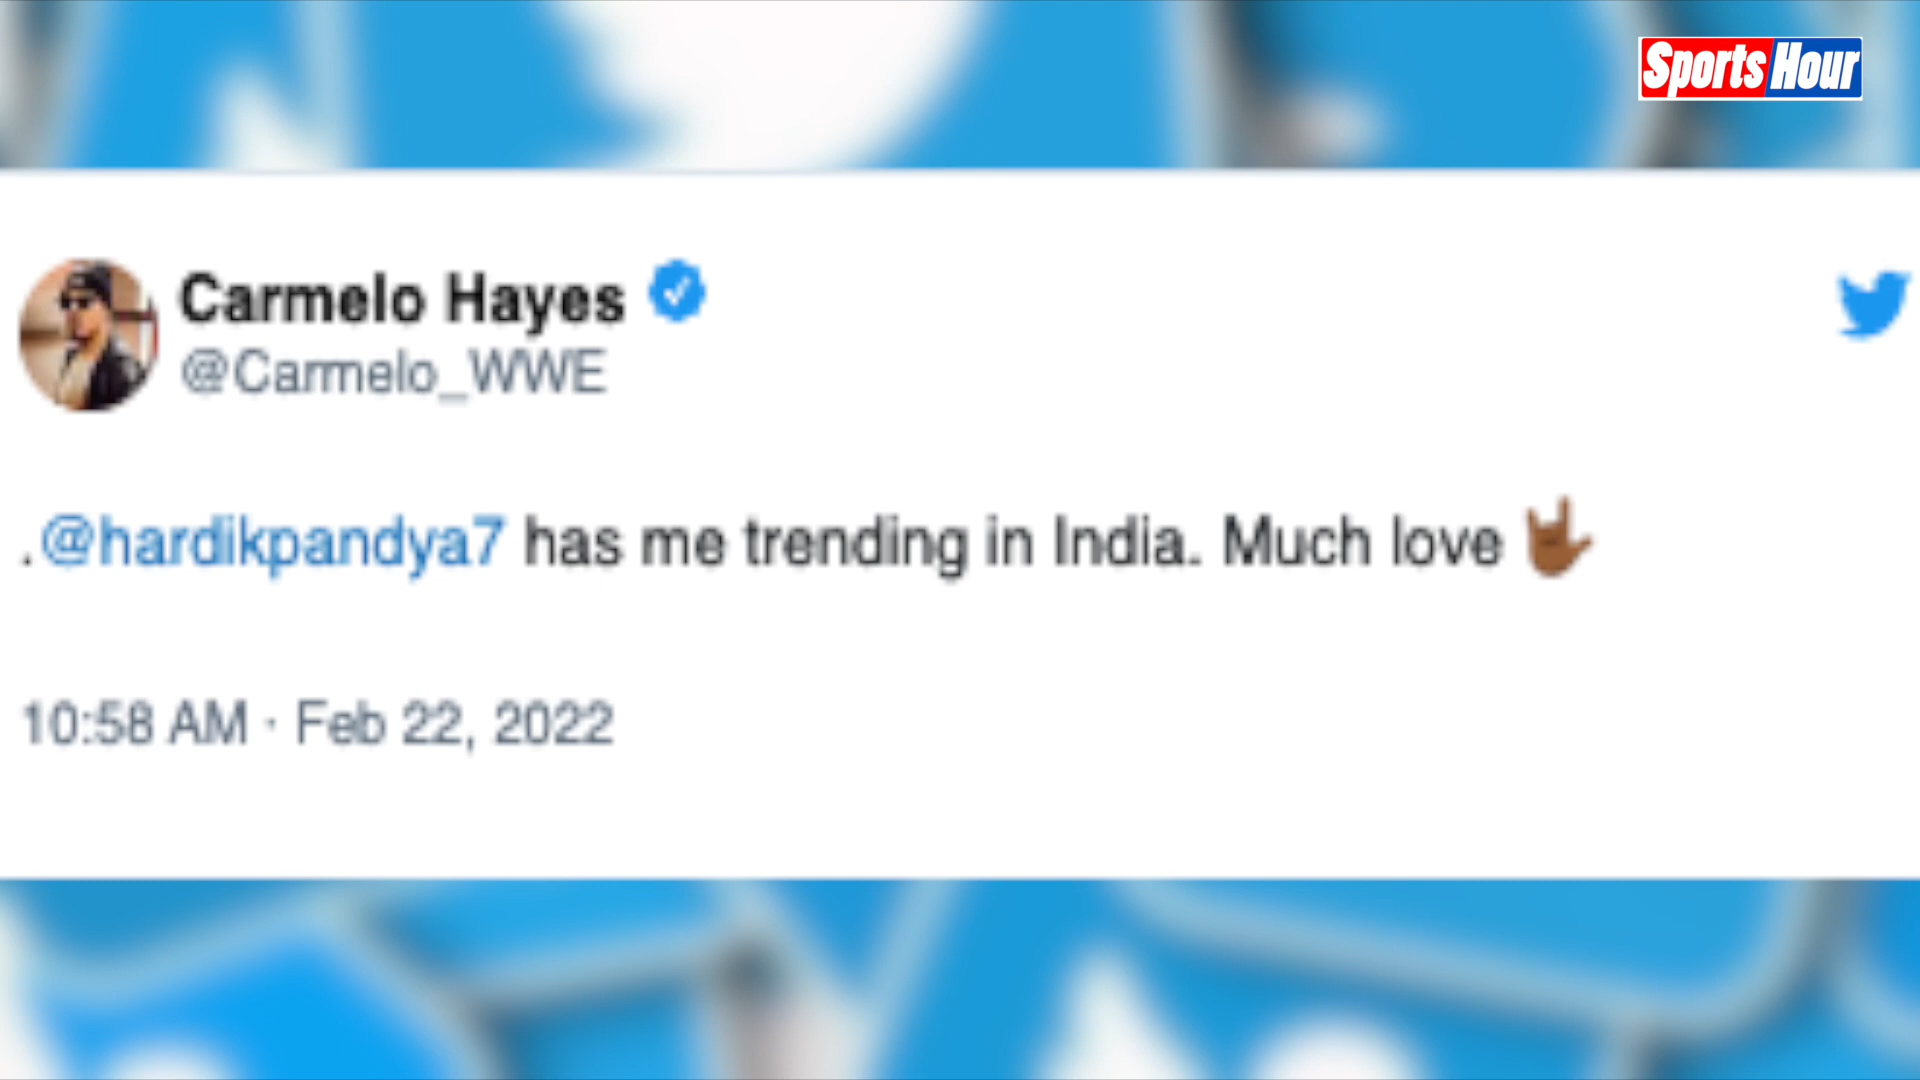 Sports Hour
Carmelo Hayes
@Carmelo_WWE
.@hardikpandya7 has me trending in India. Much love 🤟🏾
10:58 AM · Feb 22, 2022